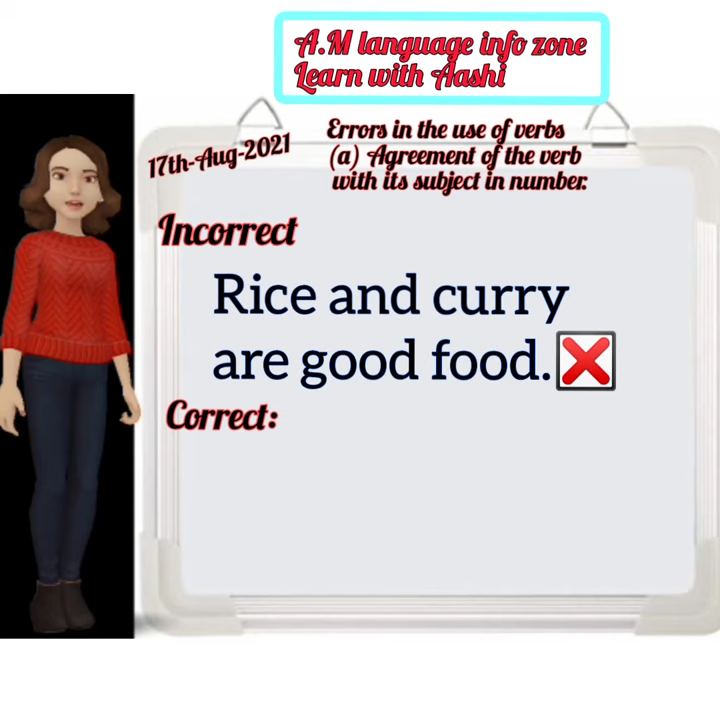 A.M language info zone
Learn with Aashi
17th-Aug-2021
Errors in the use of verbs
(a) Agreement of the verb
with its subject in number.
Incorrect
Rice and curry
are good food.❌
Correct: